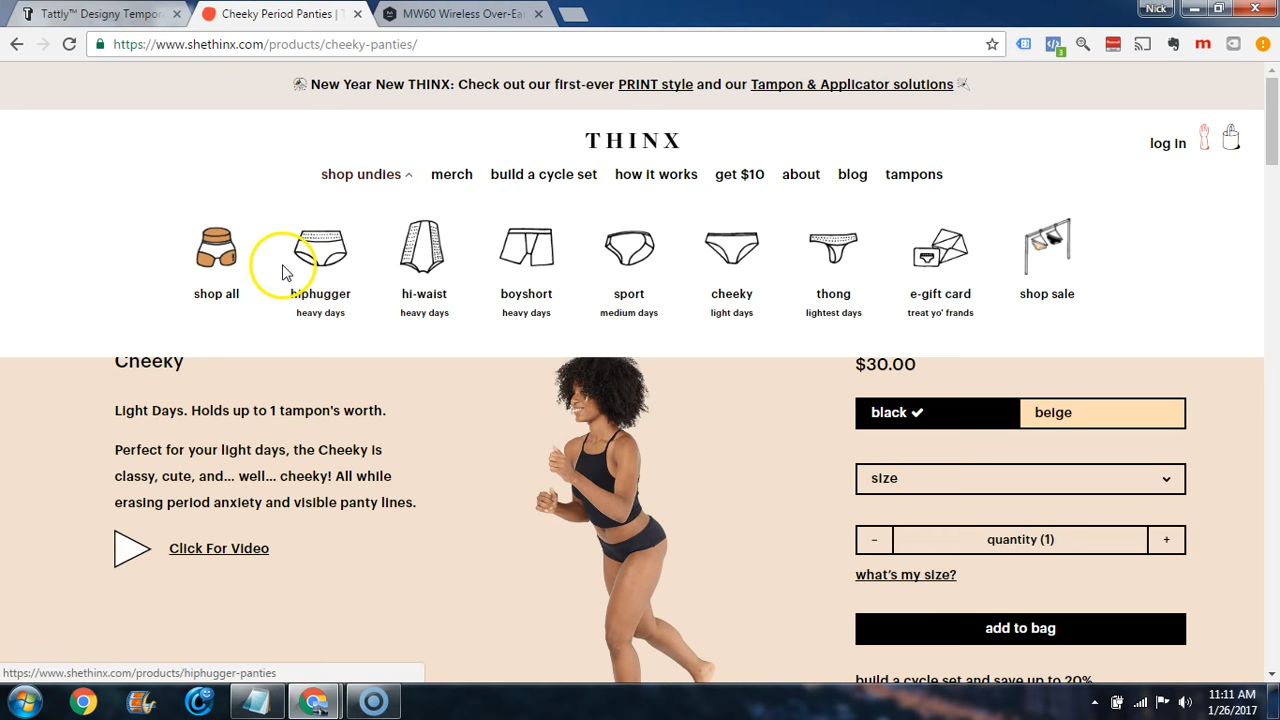 Tattly™ Designy Tempora
Cheeky Period Panties | T
MW60 Wireless Over-Ea
Nick
https://www.shethinx.com/products/cheeky-panties/
3
m
New Year New THINX: Check out our first-ever PRINT style and our Tampon & Applicator solutions
THINX
log in
shop undies merch build a cycle set how it works get $10 about blog tampons
shop all hiphugger hi-waist boyshort sport cheeky thong e-gift card shop sale
heavy days heavy days heavy days medium days light days lightest days treat yo' frands
Cheeky
$30.00
Light Days. Holds up to 1 tampon's worth.
black beige
Perfect for your light days, the Cheeky is
classy, cute, and... well... cheeky! All while
erasing period anxiety and visible panty lines.
size
Click For Video
- quantity (1) +
what's my size?
add to bag
https://www.shethinx.com/products/hiphugger-panties
build a cycle set and save up to 20%
11:11 AM
1/26/2017